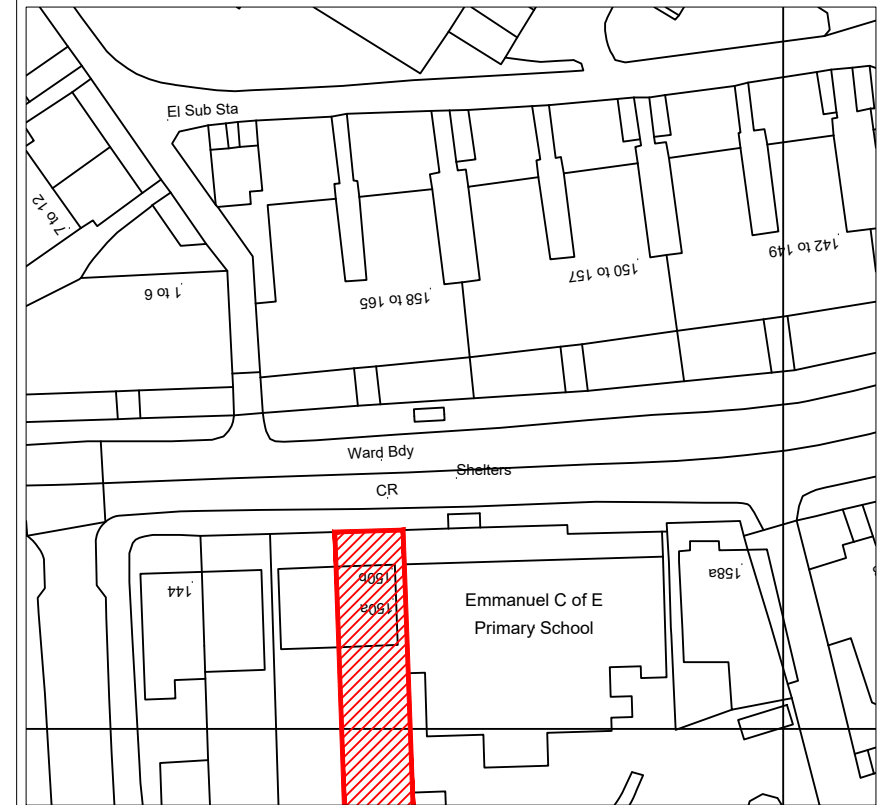 El Sub Sta
7 to 12
142 to 149
150 to 157
1 to 6
158 to 165
Ward Bdy
Shelters
CR
144
150b
150a
158a
Emmanuel C of E
Primary School